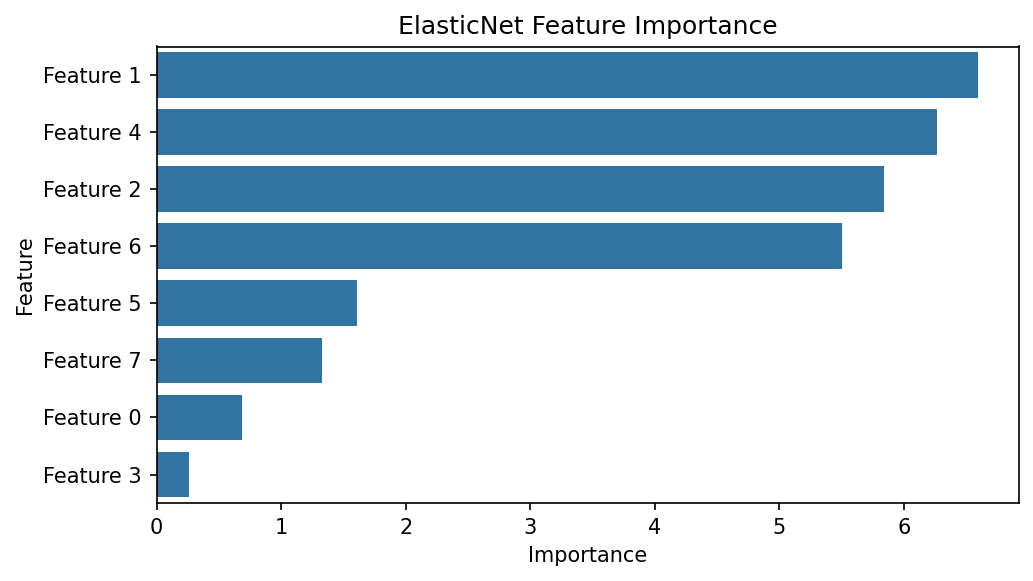 ElasticNet Feature Importance
Feature
Feature 1
Feature 4
Feature 2
Feature 6
Feature 5
Feature 7
Feature 0
Feature 3
0 1 2 3 4 5 6
Importance